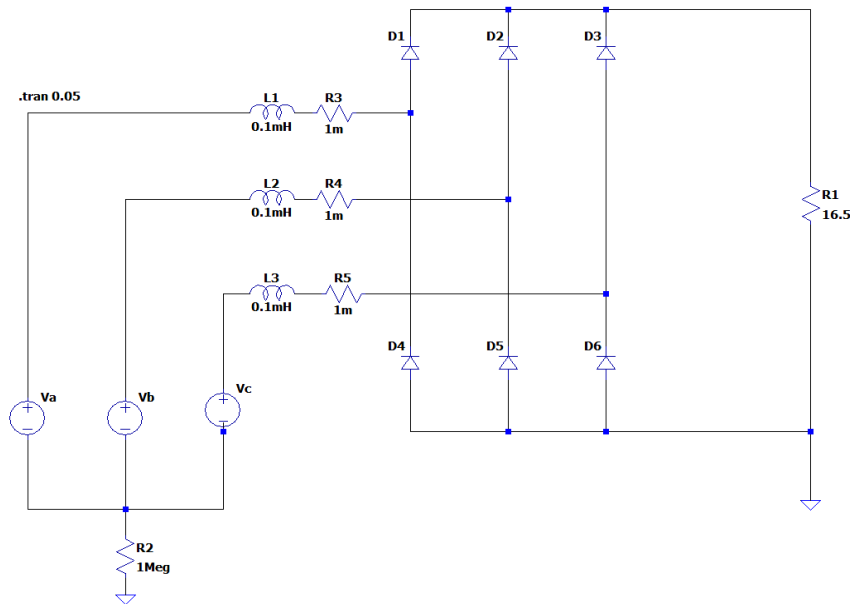 D1
D2
D3
.tran 0.05
L1
R3
0.1mH
1m
L2
R4
0.1mH
1m
R1
16.5
L3
R5
0.1mH
1m
D4
D5
D6
Va
Vb
Vc
R2
1Meg